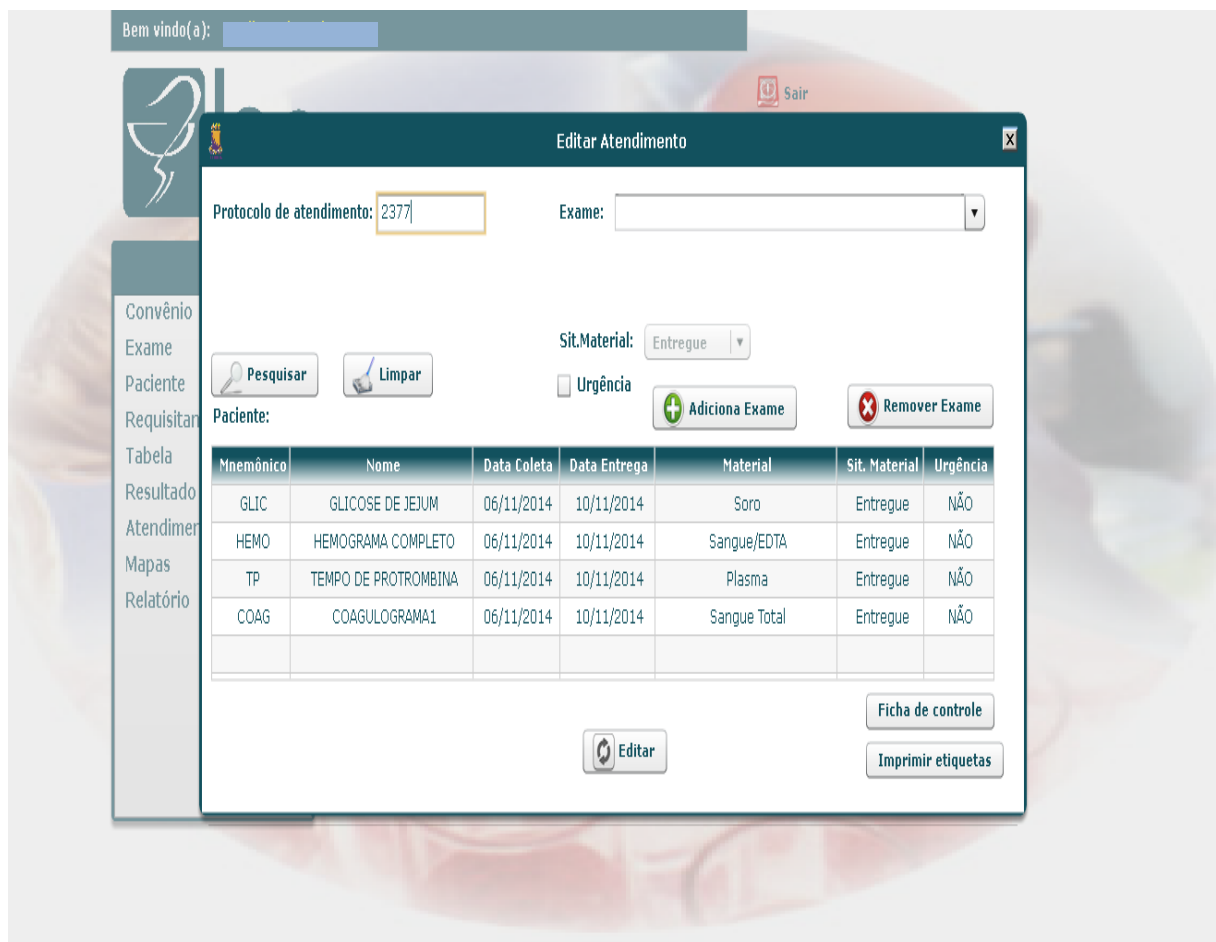 Bem vindo(a):
Sair
Editar Atendimento
X
Protocolo de atendimento: 2377
Exame:
Convênio
Exame
Paciente
Requisitan
Tabela
Resultado
Atendimen
Mapas
Relatório
Sit.Material: Entregue
Pesquisar Limpar
Urgência
Adiciona Exame Remover Exame
Paciente:
Mnemônico Nome Data Coleta Data Entrega Material Sit. Material Urgência
GLIC GLICOSE DE JEJUM 06/11/2014 10/11/2014 Soro Entregue NÃO
HEMO HEMOGRAMA COMPLETO 06/11/2014 10/11/2014 Sangue/EDTA Entregue NÃO
TP TEMPO DE PROTROMBINA 06/11/2014 10/11/2014 Plasma Entregue NÃO
COAG COAGULOGRAMA1 06/11/2014 10/11/2014 Sangue Total Entregue NÃO
Ficha de controle
Editar
Imprimir etiquetas